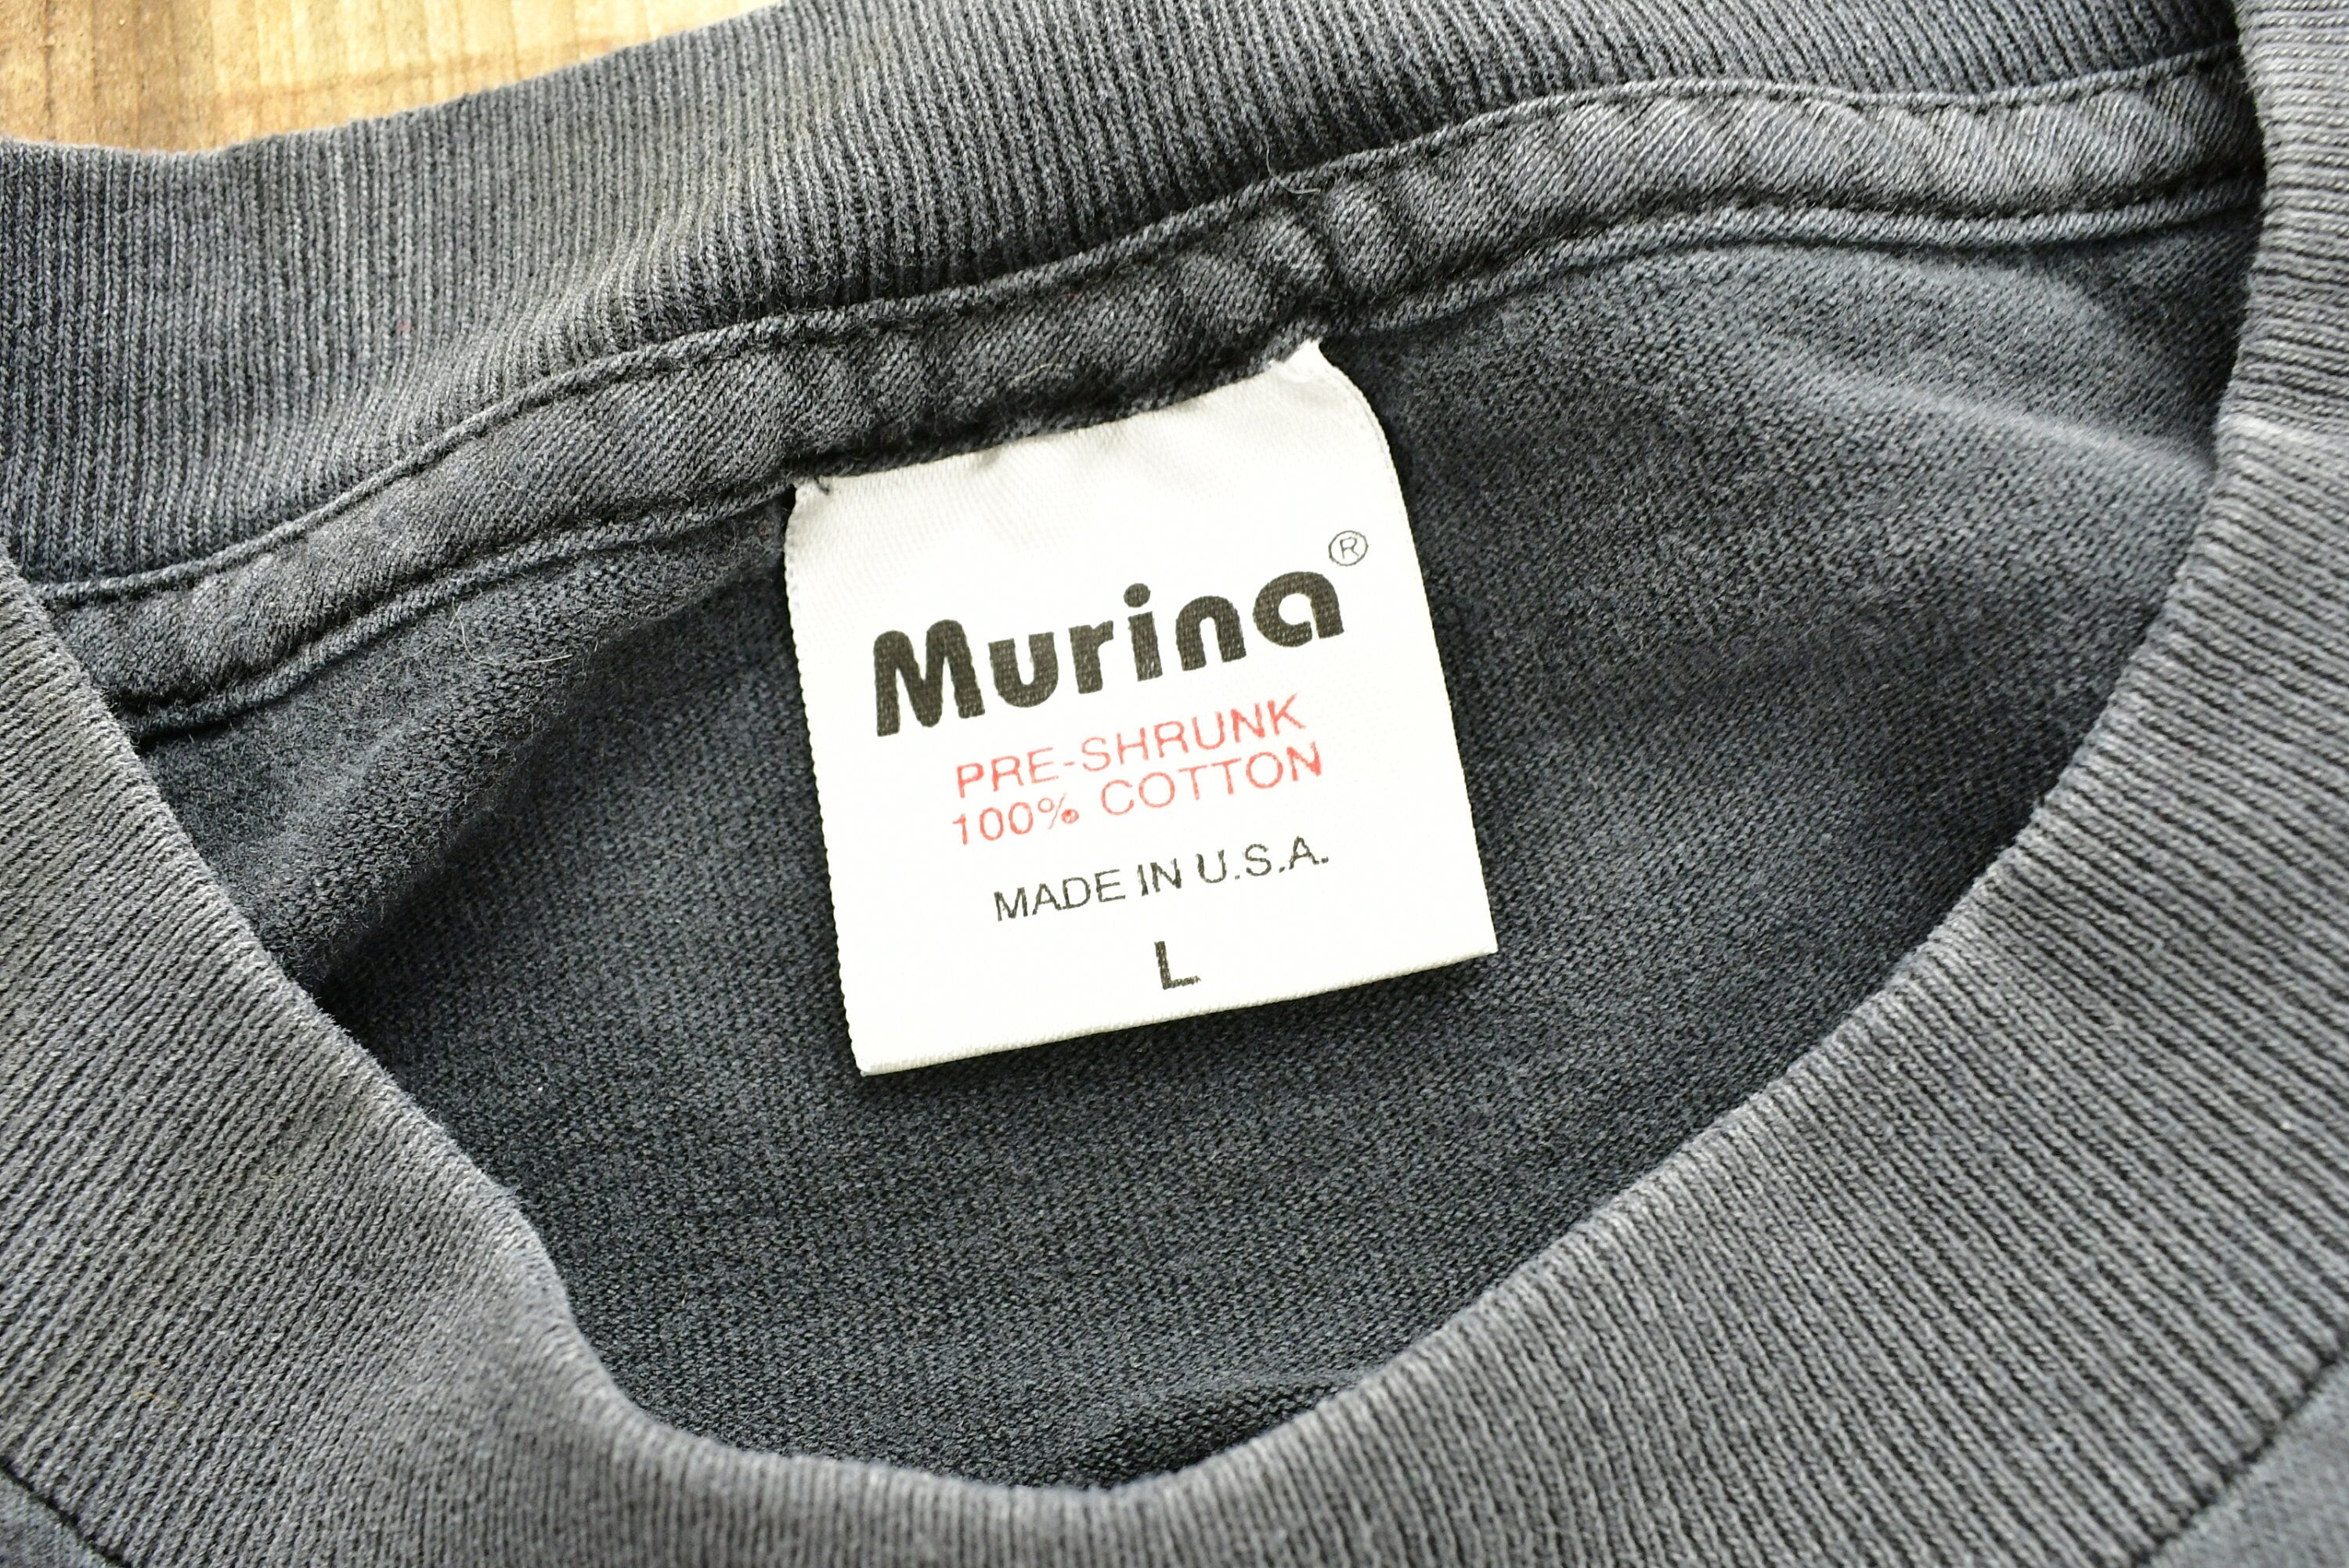 Murina®
PRE-SHRUNK
100% COTTON
MADE IN U.S.A.
L